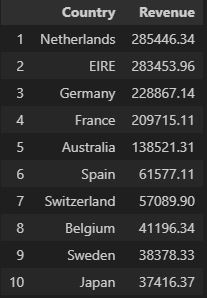 Country Revenue
1 Netherlands 285446.34
2 EIRE 283453.96
3 Germany 228867.14
4 France 209715.11
5 Australia 138521.31
6 Spain 61577.11
7 Switzerland 57089.90
8 Belgium 41196.34
9 Sweden 38378.33
10 Japan 37416.37